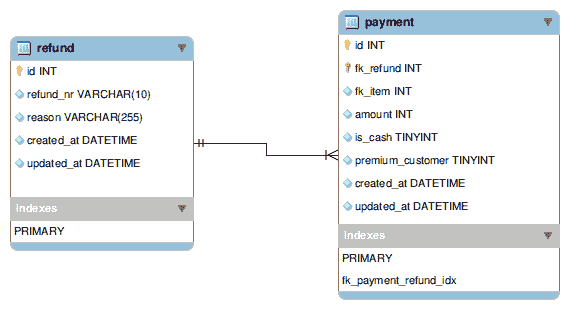 refund
id INT
refund_nr VARCHAR(10)
reason VARCHAR(255)
created_at DATETIME
updated_at DATETIME
Indexes
PRIMARY
payment
id INT
fk_refund INT
fk_item INT
amount INT
is_cash TINYINT
premium_customer TINYINT
created_at DATETIME
updated_at DATETIME
Indexes
PRIMARY
fk_payment_refund_idx